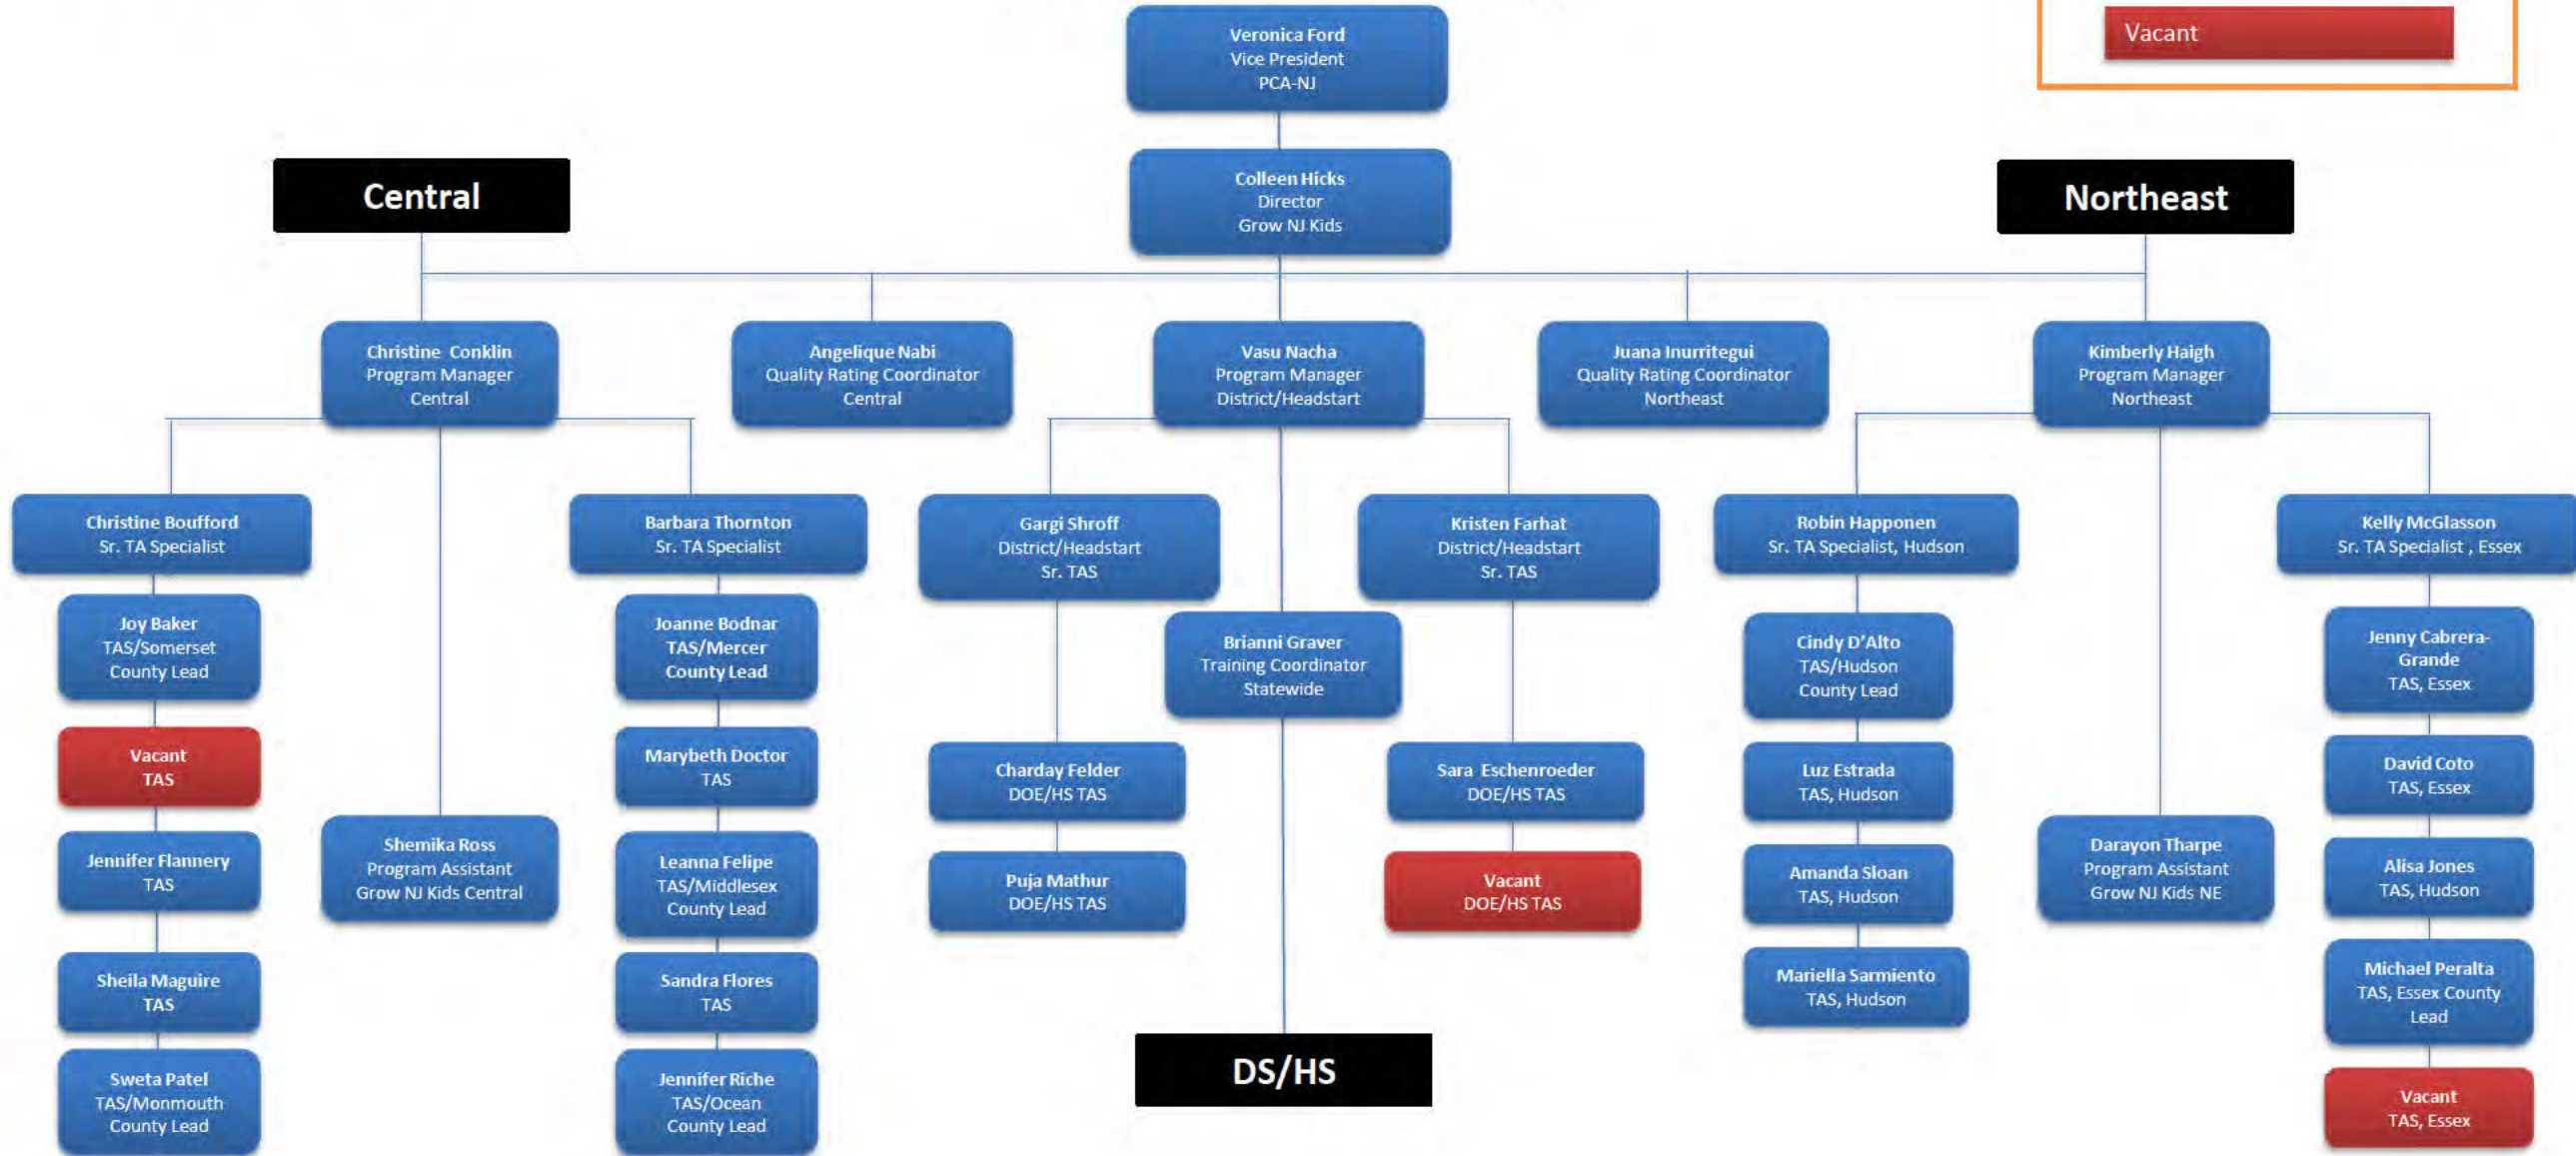 Vacant
Veronica Ford
Vice President
PCA-NJ
Central
Colleen Hicks
Director
Grow NJ Kids
Northeast
Christine Conklin
Program Manager
Central
Angelique Nabi
Quality Rating Coordinator
Central
Vasu Nacha
Program Manager
District/Headstart
Juana Inurritegui
Quality Rating Coordinator
Northeast
Kimberly Haigh
Program Manager
Northeast
Christine Boufford
Sr. TA Specialist
Joy Baker
TAS/Somerset
County Lead
Vacant
TAS
Jennifer Flannery
TAS
Sheila Maguire
TAS
Sweta Patel
TAS/Monmouth
County Lead
Shemika Ross
Program Assistant
Grow NJ Kids Central
Barbara Thornton
Sr. TA Specialist
Joanne Bodnar
TAS/Mercer
County Lead
Marybeth Doctor
TAS
Leanna Felipe
TAS/Middlesex
County Lead
Sandra Flores
TAS
Jennifer Riche
TAS/Ocean
County Lead
Gargi Shroff
District/Headstart
Sr. TAS
Charday Felder
DOE/HS TAS
Puja Mathur
DOE/HS TAS
Brianni Graver
Training Coordinator
Statewide
DS/HS
Kristen Farhat
District/Headstart
Sr. TAS
Sara Eschenroeder
DOE/HS TAS
Vacant
DOE/HS TAS
Robin Happonen
Sr. TA Specialist, Hudson
Cindy D'Alto
TAS/Hudson
County Lead
Luz Estrada
TAS, Hudson
Amanda Sloan
TAS, Hudson
Mariella Sarmiento
TAS, Hudson
Darayon Tharpe
Program Assistant
Grow NJ Kids NE
Kelly McGlasson
Sr. TA Specialist , Essex
Jenny Cabrera-
Grande
TAS, Essex
David Coto
TAS, Essex
Alisa Jones
TAS, Hudson
Michael Peralta
TAS, Essex County
Lead
Vacant
TAS, Essex